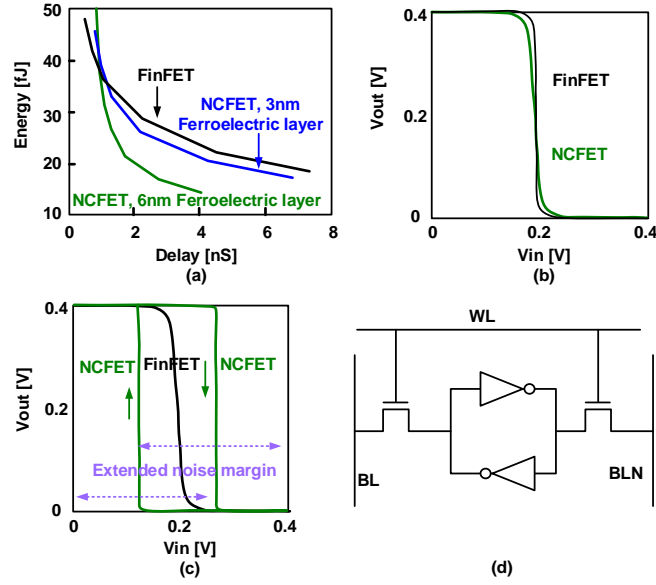 50
40
30
20
10
Energy [fJ]
FinFET
NCFET, 3nm
Ferroelectric layer
NCFET, 6nm Ferroelectric layer
0 2 4 6 8
Delay [nS]
(a)
0.4
0.2
0
Vout [V]
FinFET
NCFET
0 0.2 0.4
Vin [V]
(b)
0.4
0.2
0
Vout [V]
NCFET FinFET NCFET
Extended noise margin
0 0.2 0.4
Vin [V]
(c)
WL
BL
BLN
(d)